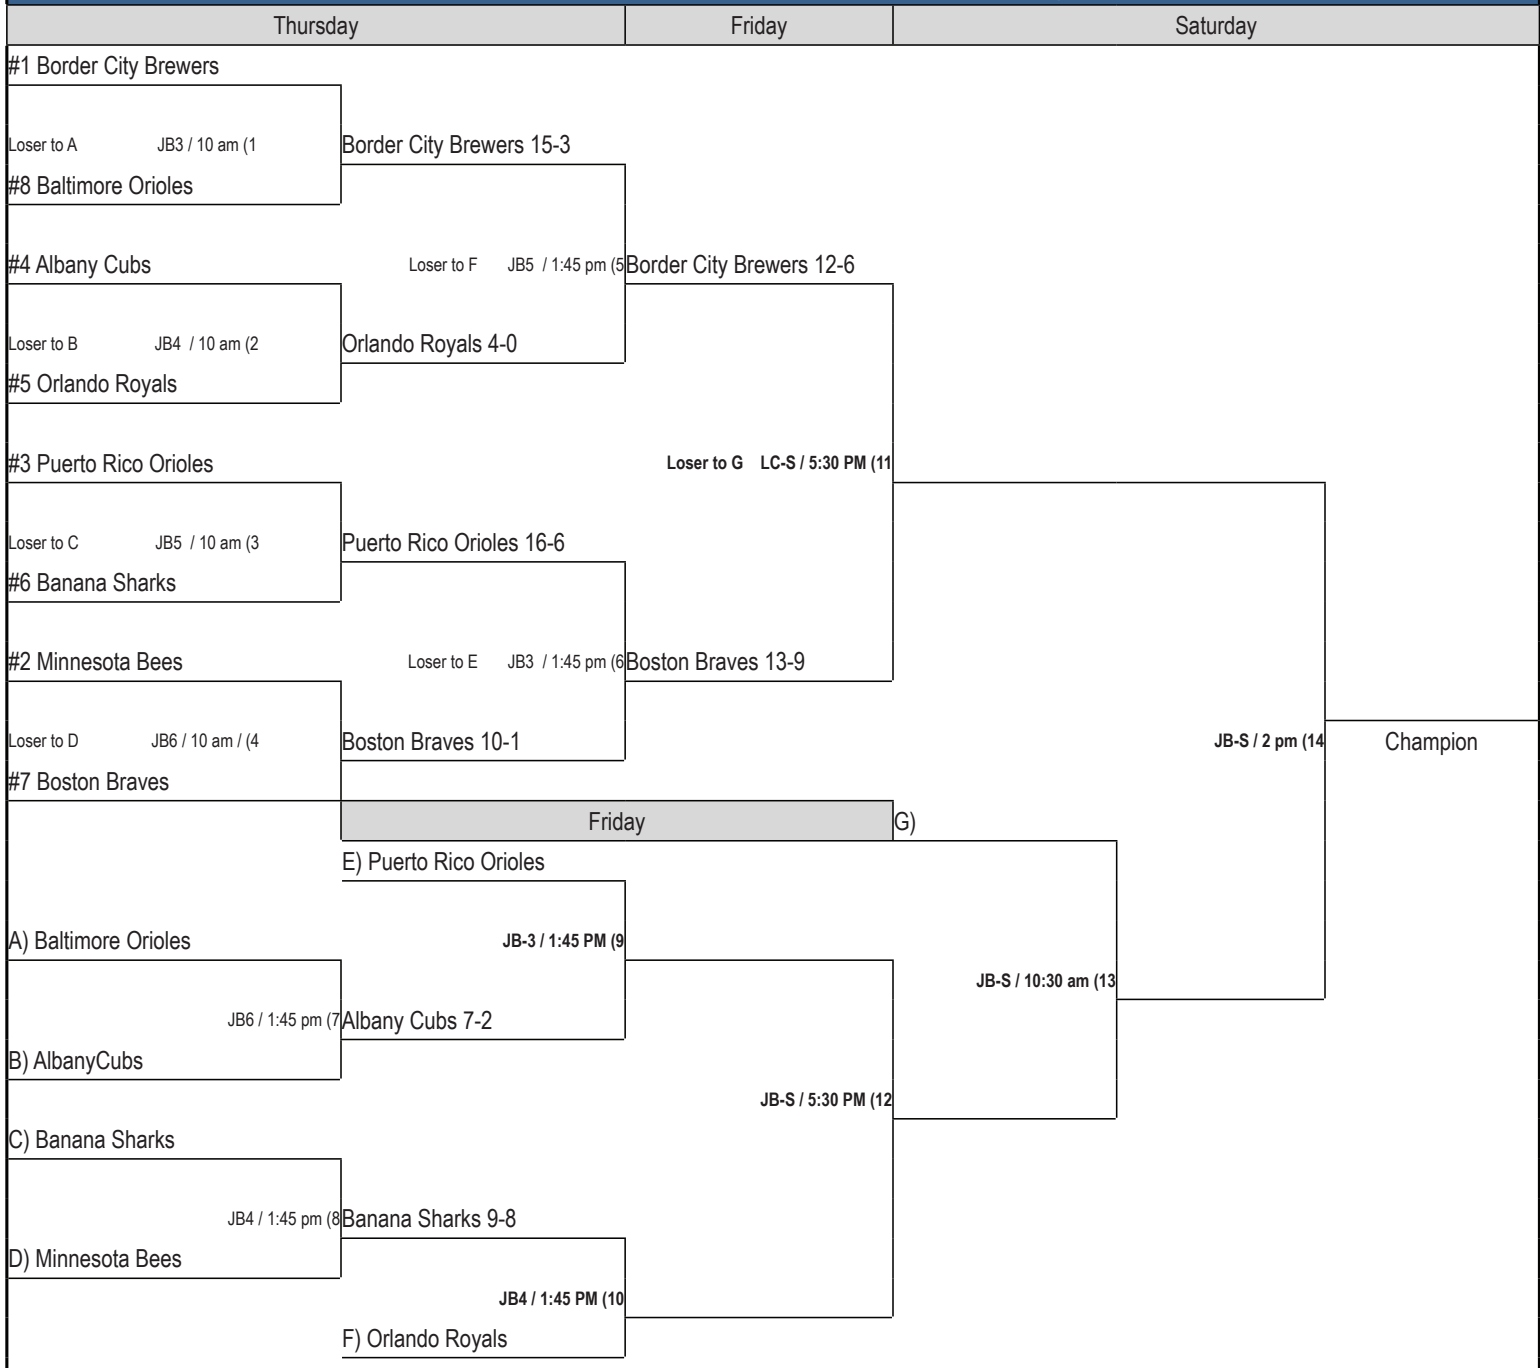 Thursday
Friday
Saturday
#1 Border City Brewers
Loser to A JB3 / 10 am (1
Border City Brewers 15-3
#8 Baltimore Orioles
#4 Albany Cubs
Loser to F JB5 / 1:45 pm (5
Border City Brewers 12-6
Loser to B JB4 / 10 am (2
Orlando Royals 4-0
#5 Orlando Royals
#3 Puerto Rico Orioles
Loser to G LC-S / 5:30 PM (11
Loser to C JB5 / 10 am (3
Puerto Rico Orioles 16-6
#6 Banana Sharks
#2 Minnesota Bees
Loser to E JB3 / 1:45 pm (6
Boston Braves 13-9
Loser to D JB6 / 10 am / (4
Boston Braves 10-1
JB-S / 2 pm (14
Champion
#7 Boston Braves
Friday
G)
E) Puerto Rico Orioles
A) Baltimore Orioles
JB-3 / 1:45 PM (9
JB-S / 10:30 am (13
JB6 / 1:45 pm (7
Albany Cubs 7-2
B) AlbanyCubs
JB-S / 5:30 PM (12
C) Banana Sharks
JB4 / 1:45 pm (8
Banana Sharks 9-8
D) Minnesota Bees
JB4 / 1:45 PM (10
F) Orlando Royals